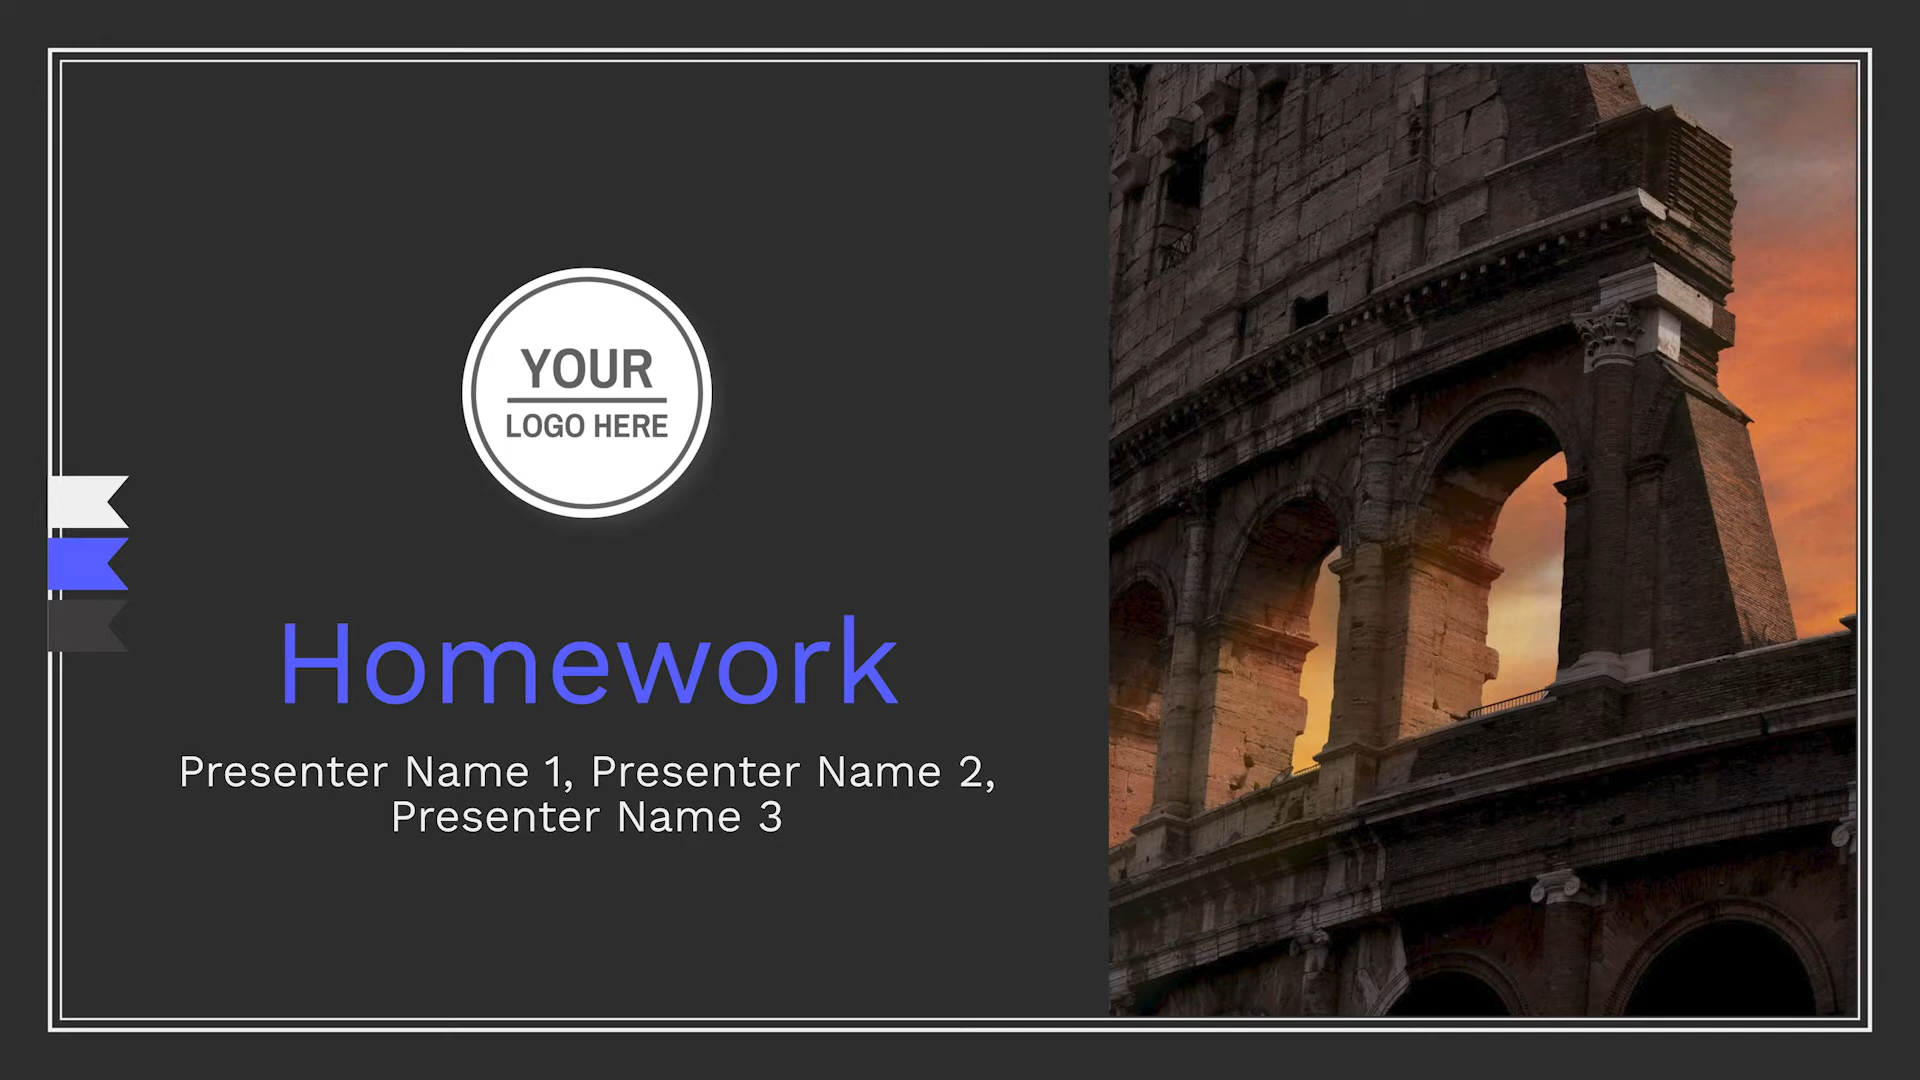 YOUR
LOGO HERE
Homework
Presenter Name 1, Presenter Name 2,
Presenter Name 3